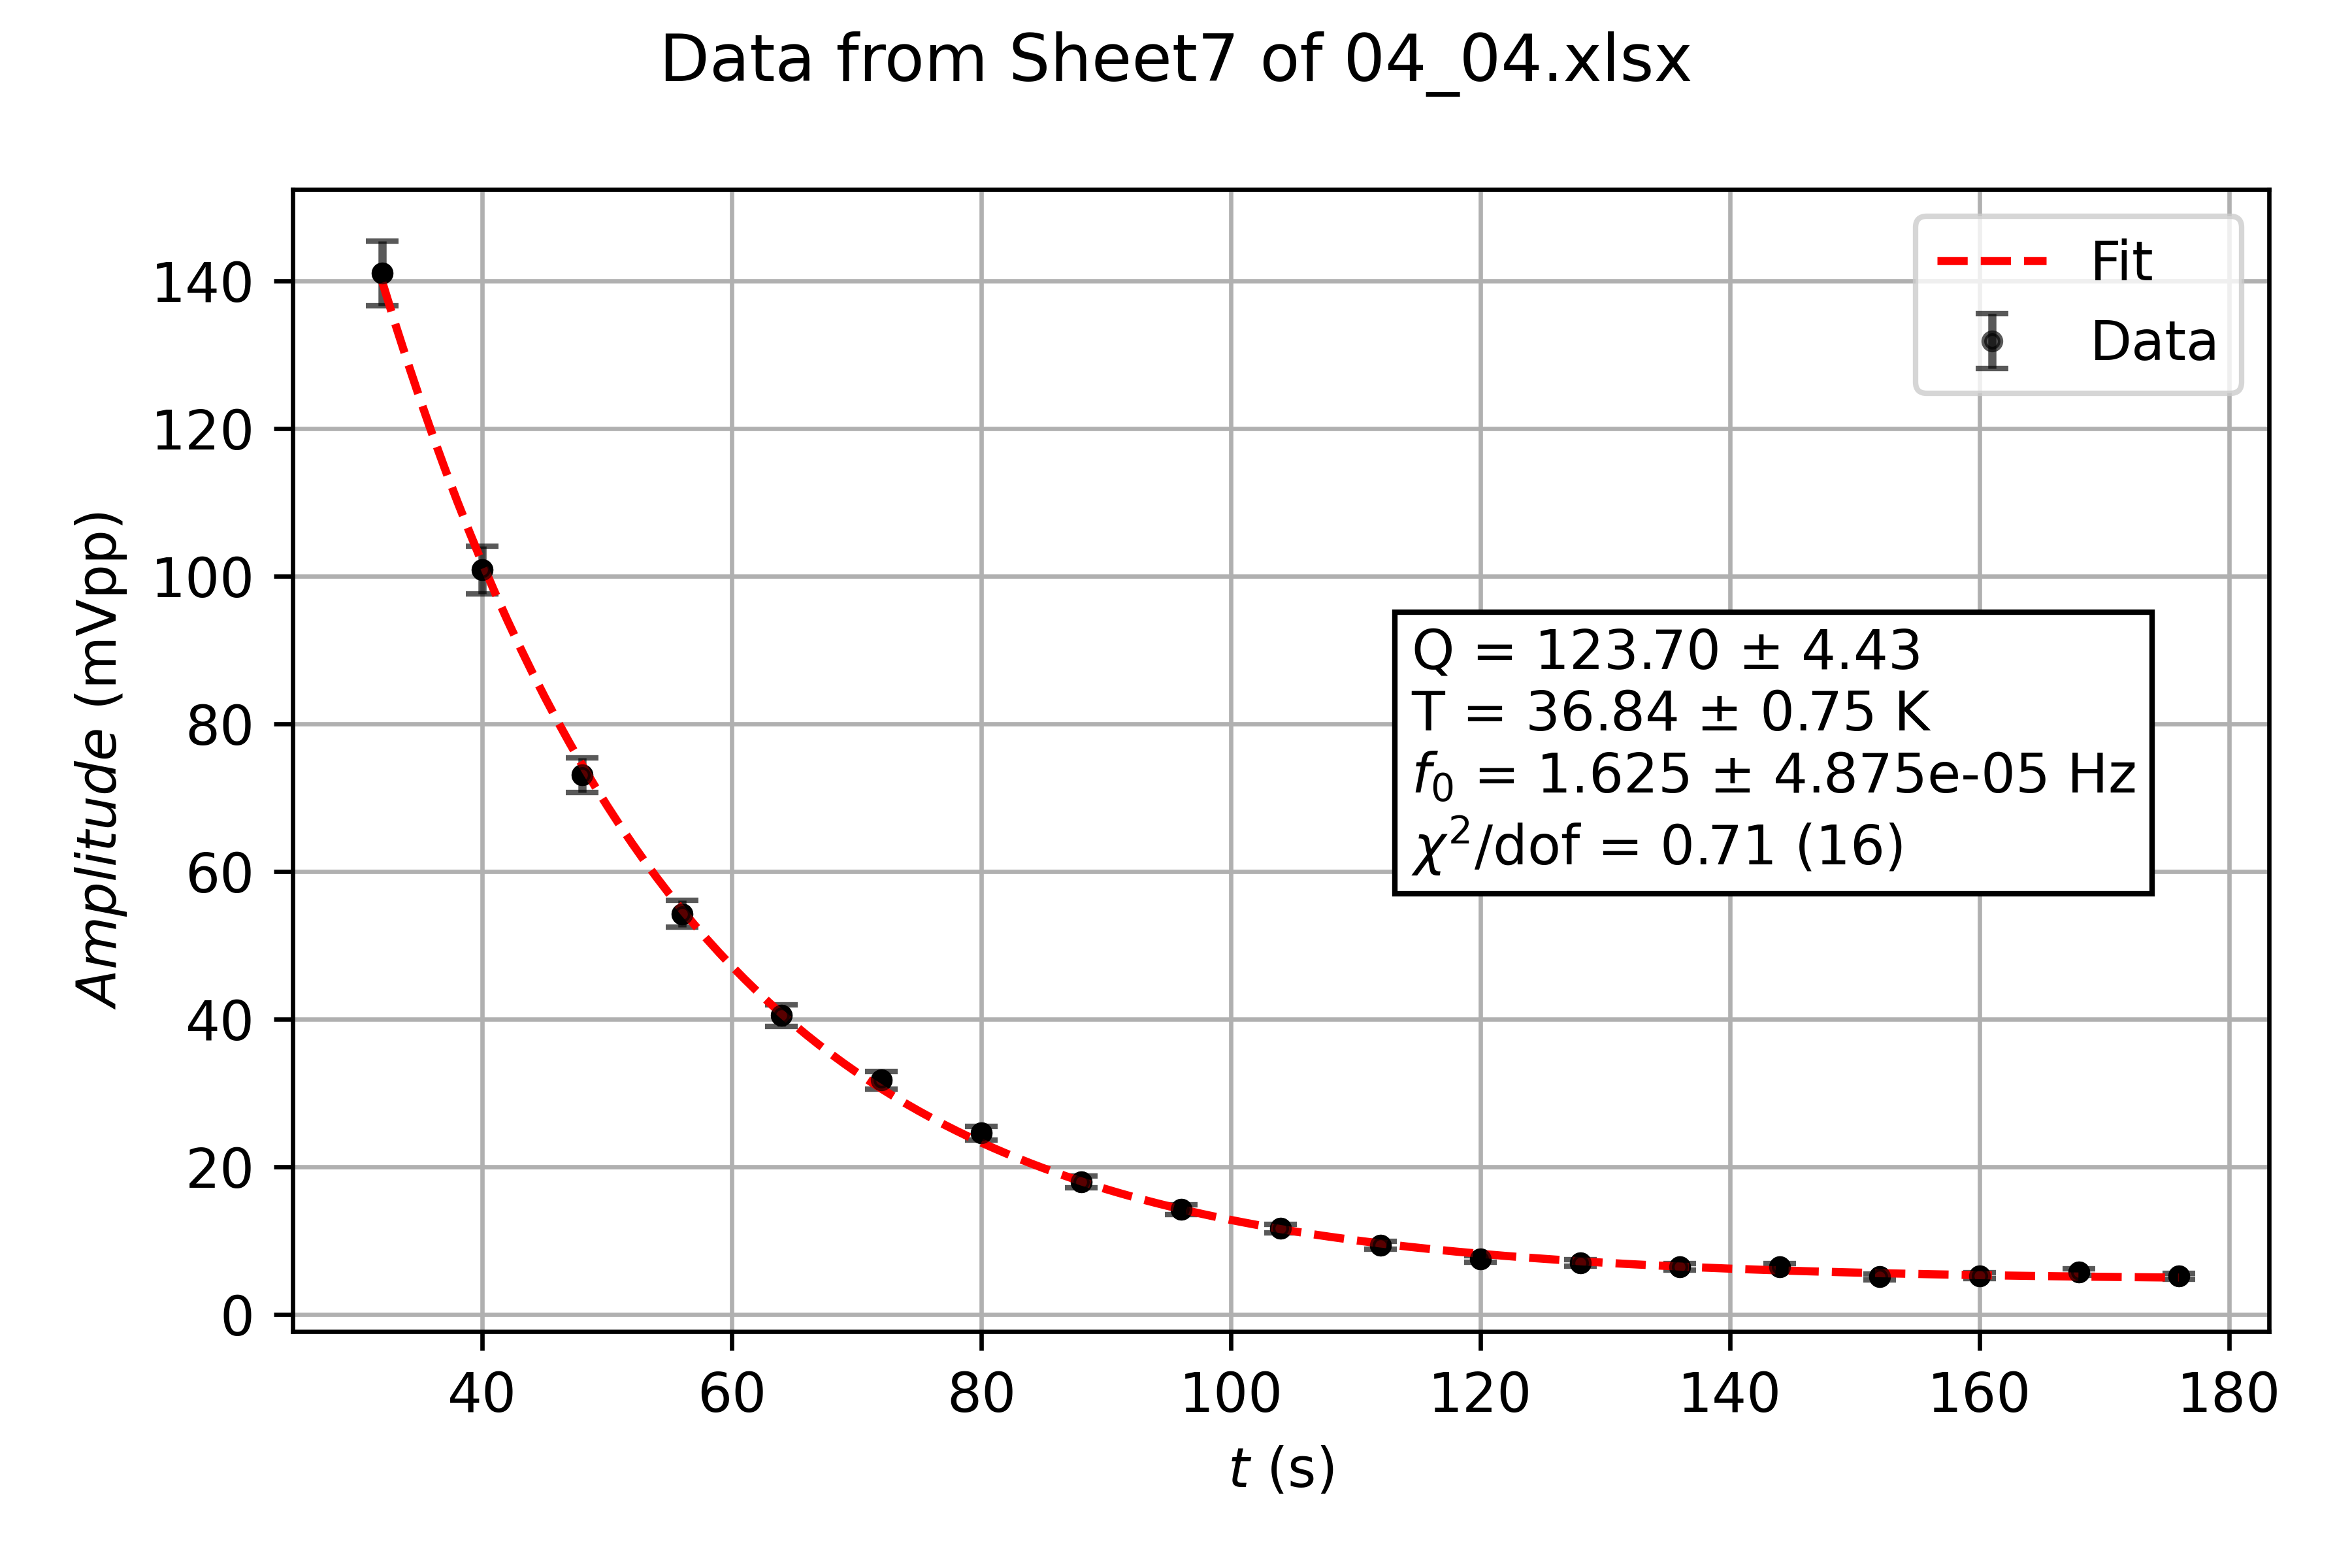 Data from Sheet7 of 04_04.xlsx
140
120
100
80
60
40
20
0
Amplitude (mVpp)
Fit
Data
Q = 123.70 ± 4.43
T = 36.84 ± 0.75 K
f₀ = 1.625 ± 4.875e-05 Hz
χ²/dof = 0.71 (16)
40 60 80 100 120 140 160 180
t (s)